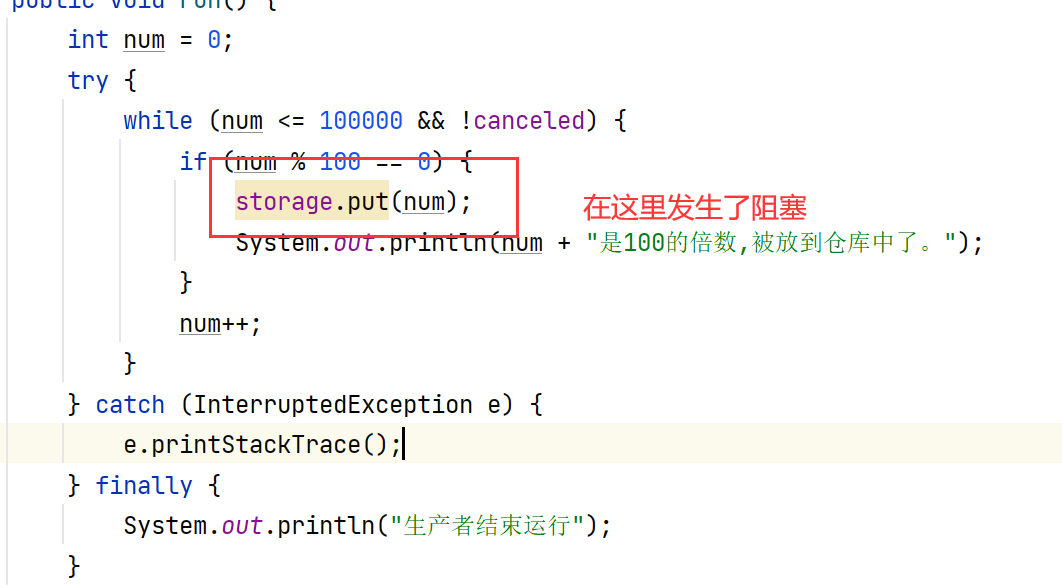 public void run() {
int num = 0;
try {
while (num <= 100000 && !canceled) {
if (num % 100 == 0) {
storage.put(num);
在这里发生了阻塞
System.out.println(num + "是100的倍数,被放到仓库中了。");
}
num++;
}
} catch (InterruptedException e) {
e.printStackTrace();
} finally {
System.out.println("生产者结束运行");
}